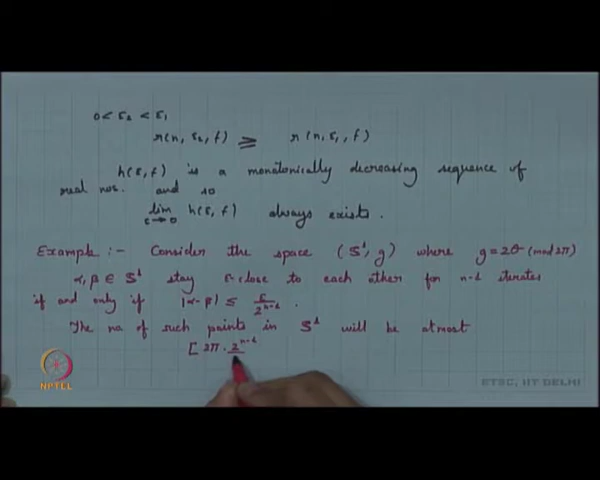 0 < ε₂ < ε₁
r(n, ε₂, f) ≥ r(n, ε₁, f)
h(ε, f) is a monotonically decreasing sequence of
real nos. and so
lim ε→0 h(ε, f) always exists.
Example :- Consider the space (S¹, g) where g = 2θ (mod 2π)
α, β ∈ S¹ stay ε-close to each other for n-1 iterates
if and only if |α-β| ≤ ε/2ⁿ⁻¹ .
The no of such points in S¹ will be atmost
[ 2π · 2ⁿ⁻¹
NPTEL
ETSC, IIT DELHI